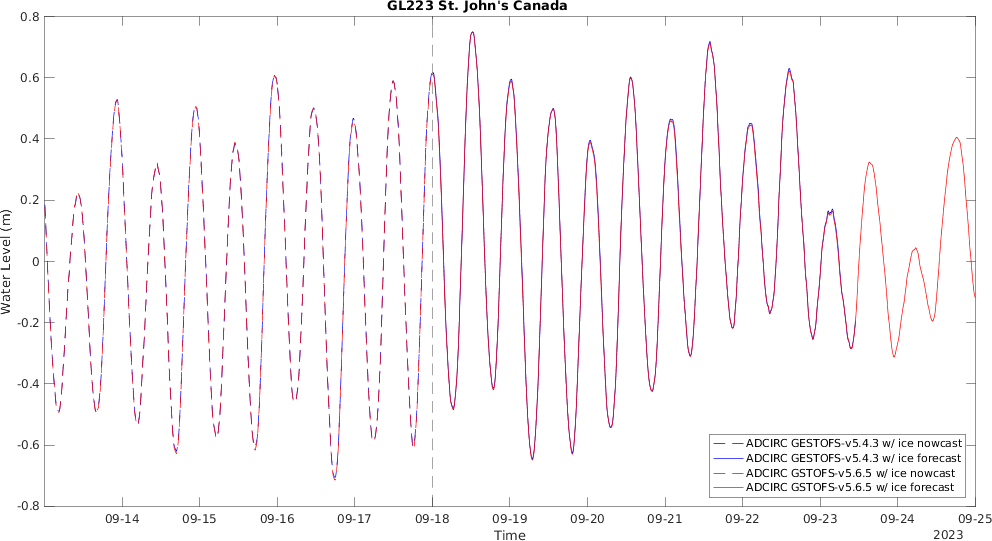 GL223 St. John's Canada
0.8
0.6
0.4
0.2
0
-0.2
-0.4
-0.6
-0.8
Water Level (m)
ADCIRC GESTOFS-v5.4.3 w/ ice nowcast
ADCIRC GESTOFS-v5.4.3 w/ ice forecast
ADCIRC GSTOFS-v5.6.5 w/ ice nowcast
ADCIRC GSTOFS-v5.6.5 w/ ice forecast
09-14 09-15 09-16 09-17 09-18 09-19 09-20 09-21 09-22 09-23 09-24 09-25
Time
2023